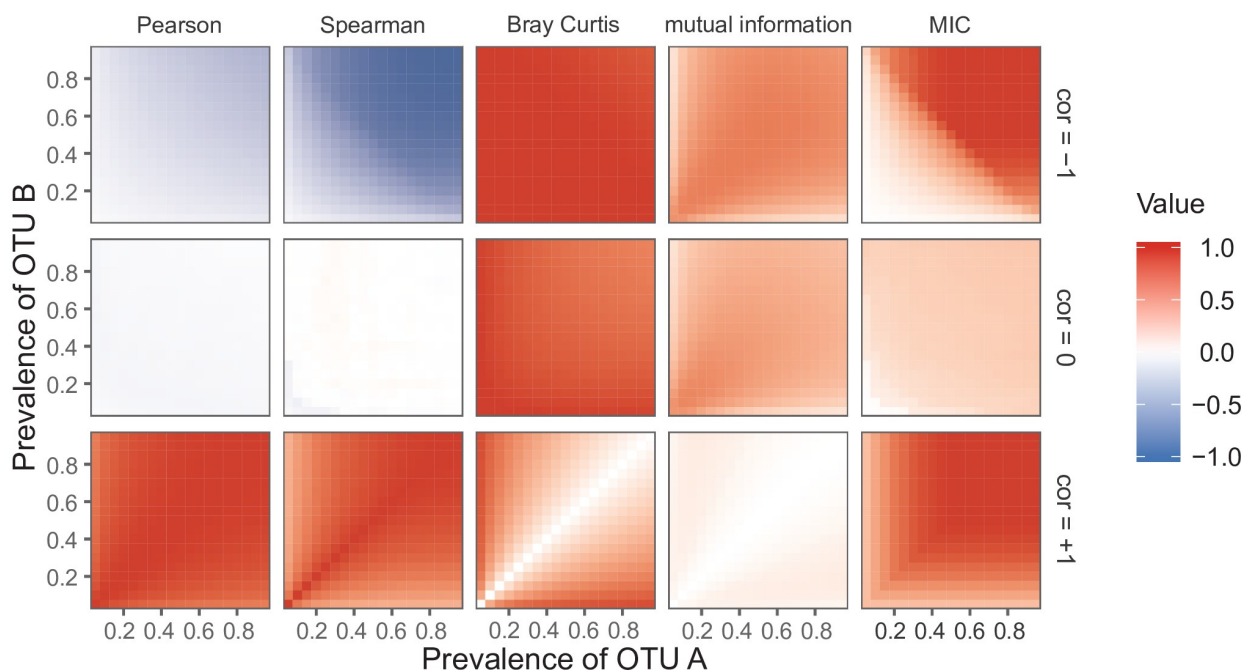 Pearson Spearman Bray Curtis mutual information MIC
0.8
0.6
0.4
0.2
cor = −1
0.8
0.6
0.4
0.2
cor = 0
0.8
0.6
0.4
0.2
cor = +1
Prevalence of OTU B
0.2 0.4 0.6 0.8 0.2 0.4 0.6 0.8 0.2 0.4 0.6 0.8 0.2 0.4 0.6 0.8 0.2 0.4 0.6 0.8
Prevalence of OTU A
Value
1.0
0.5
0.0
−0.5
−1.0